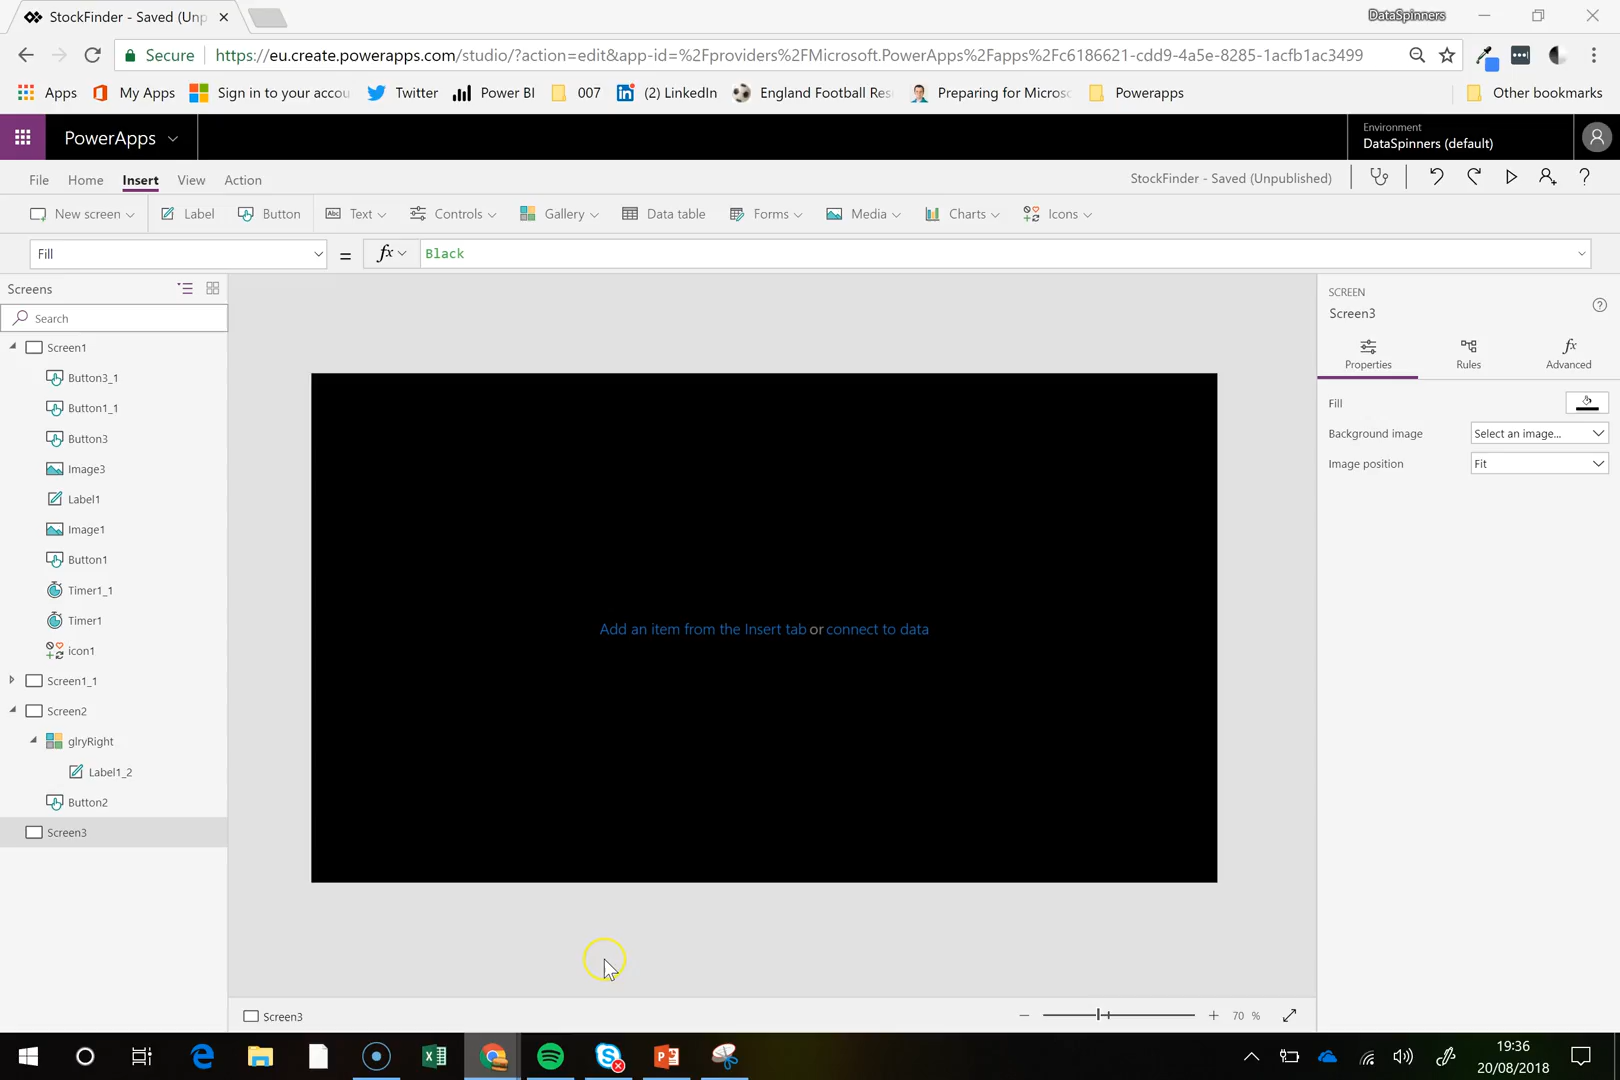 StockFinder - Saved (Unp
DataSpinners
Secure https://eu.create.powerapps.com/studio/?action=edit&app-id=%2Fproviders%2FMicrosoft.PowerApps%2Fapps%2Fc6186621-cdd9-4a5e-8285-1acfb1ac3499
Apps My Apps Sign in to your accou Twitter Power BI 007 (2) LinkedIn England Football Res Preparing for Micros Powerapps Other bookmarks
PowerApps
Environment
DataSpinners (default)
File Home Insert View Action StockFinder - Saved (Unpublished)
New screen Label Button Text Controls Gallery Data table Forms Media Charts Icons
Fill = fx Black
Screens
Search
Screen1
Button3_1
Button1_1
Button3
Image3
Label1
Image1
Button1
Timer1_1
Timer1
icon1
Screen1_1
Screen2
glryRight
Label1_2
Button2
Screen3
Add an item from the Insert tab or connect to data
SCREEN
Screen3
Properties Rules Advanced
Fill
Background image Select an image...
Image position Fit
Screen3
70 %
19:36
20/08/2018